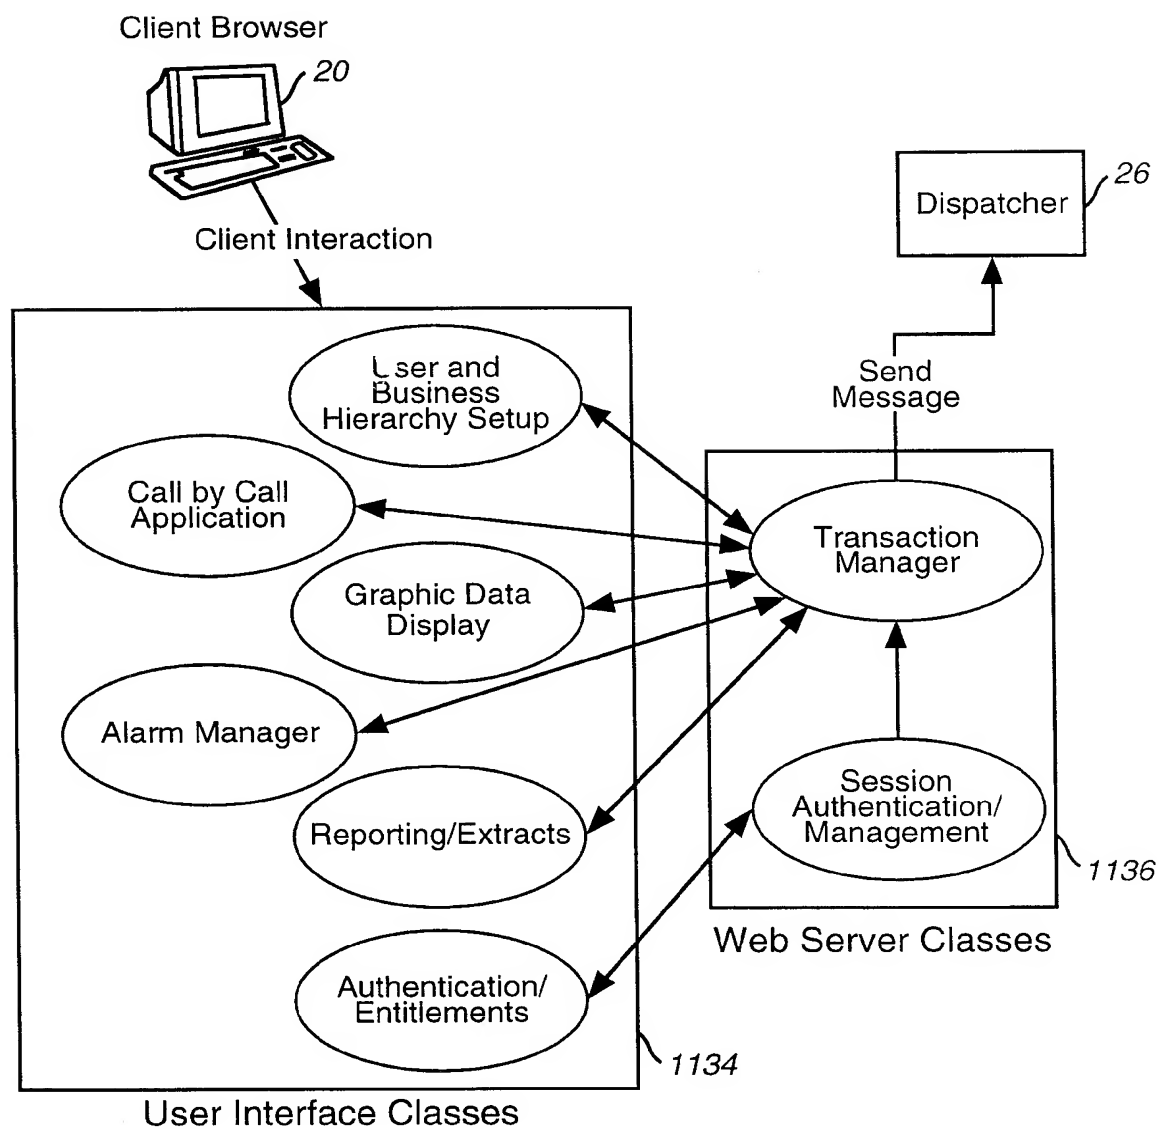 Client Browser
20
Client Interaction
Dispatcher
26
Send
Message
User and
Business
Hierarchy Setup
Call by Call
Application
Graphic Data
Display
Alarm Manager
Reporting/Extracts
Authentication/
Entitlements
1134
User Interface Classes
Transaction
Manager
Session
Authentication/
Management
1136
Web Server Classes